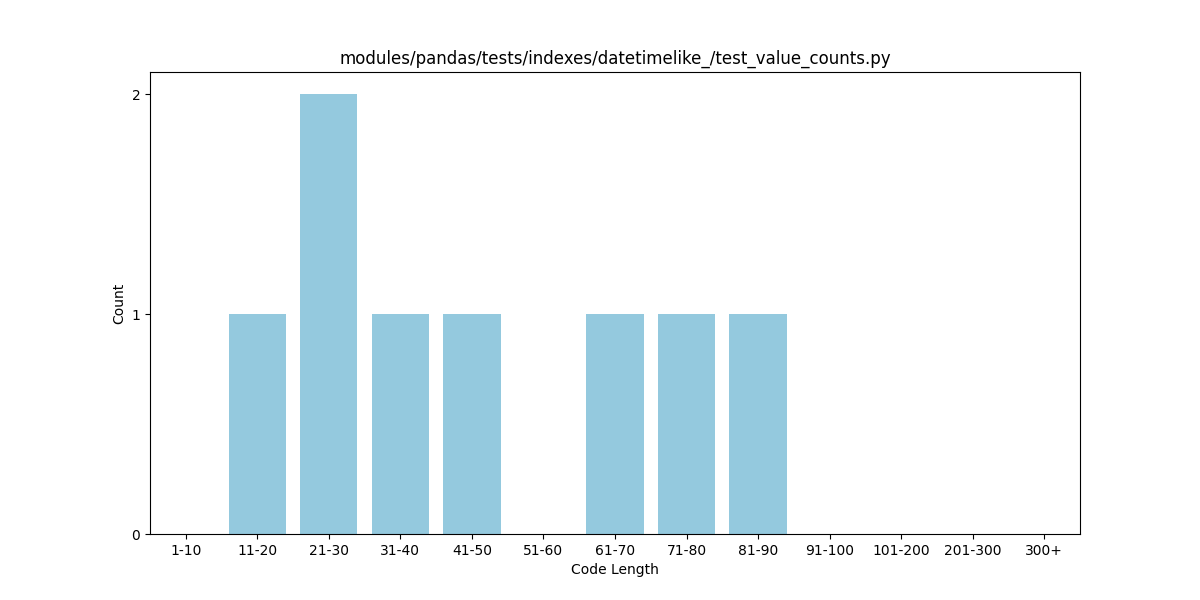 modules/pandas/tests/indexes/datetimelike_/test_value_counts.py
2
1
0
Count
1-10 11-20 21-30 31-40 41-50 51-60 61-70 71-80 81-90 91-100 101-200 201-300 300+
Code Length